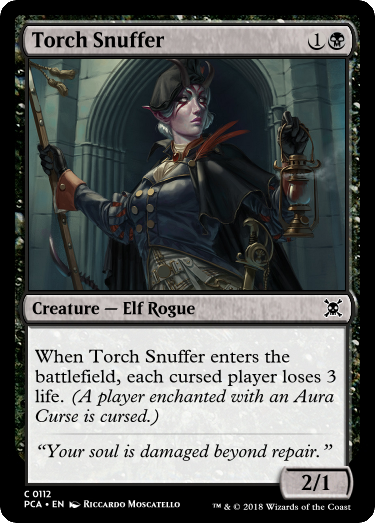 Torch Snuffer 1
Creature — Elf Rogue
When Torch Snuffer enters the
battlefield, each cursed player loses 3
life. (A player enchanted with an Aura
Curse is cursed.)
“Your soul is damaged beyond repair.”
2/1
C 0112
PCA • EN Riccardo Moscatello
™ & © 2018 Wizards of the Coast